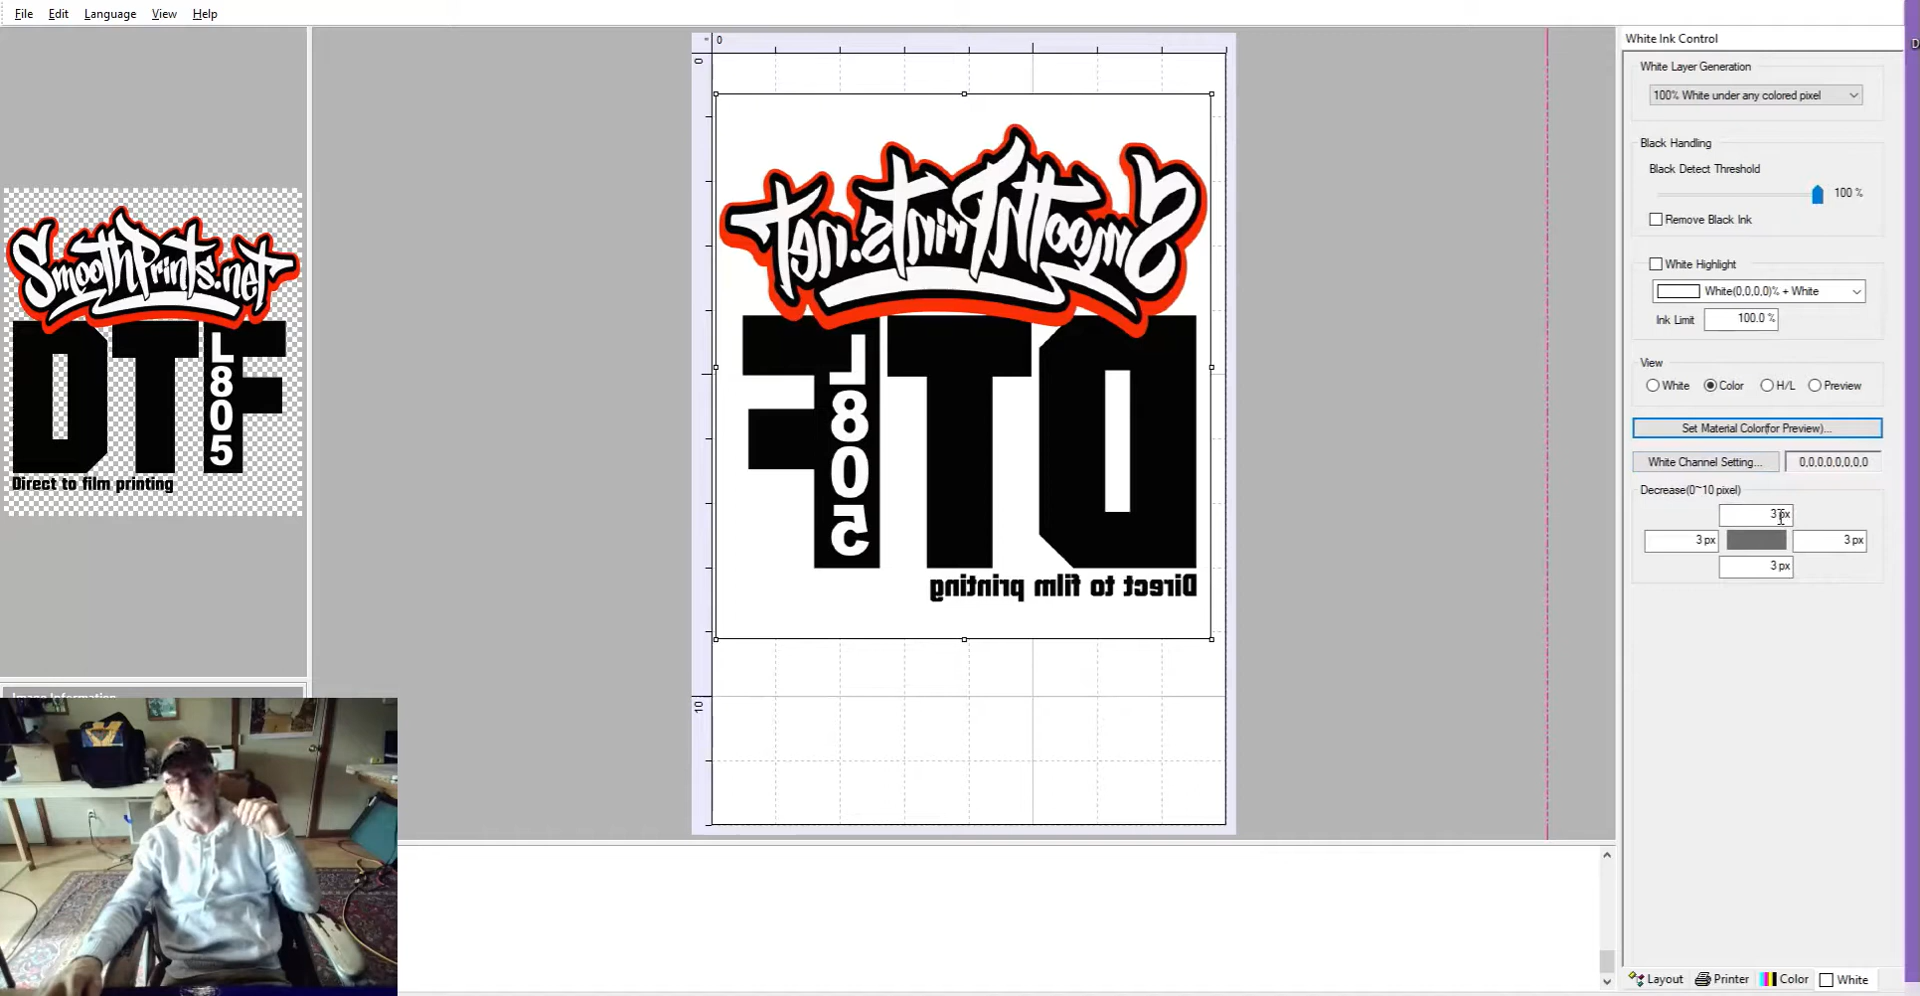 File Edit Language View Help
SmoothPrints.net
DTF
L805
Direct to film printing
Image Information
0
0
10
SmoothPrints.net
DTF
L805
Direct to film printing
White Ink Control
White Layer Generation
100% White under any colored pixel
Black Handling
Black Detect Threshold
100 %
Remove Black Ink
White Highlight
White(0,0,0,0)% + White
Ink Limit 100.0 %
View
White Color H/L Preview
Set Material Color(for Preview)...
White Channel Setting... 0,0,0,0,0,0,0,0
Decrease(0~10 pixel)
3 px
3 px 3 px
3 px
Layout Printer Color White
D